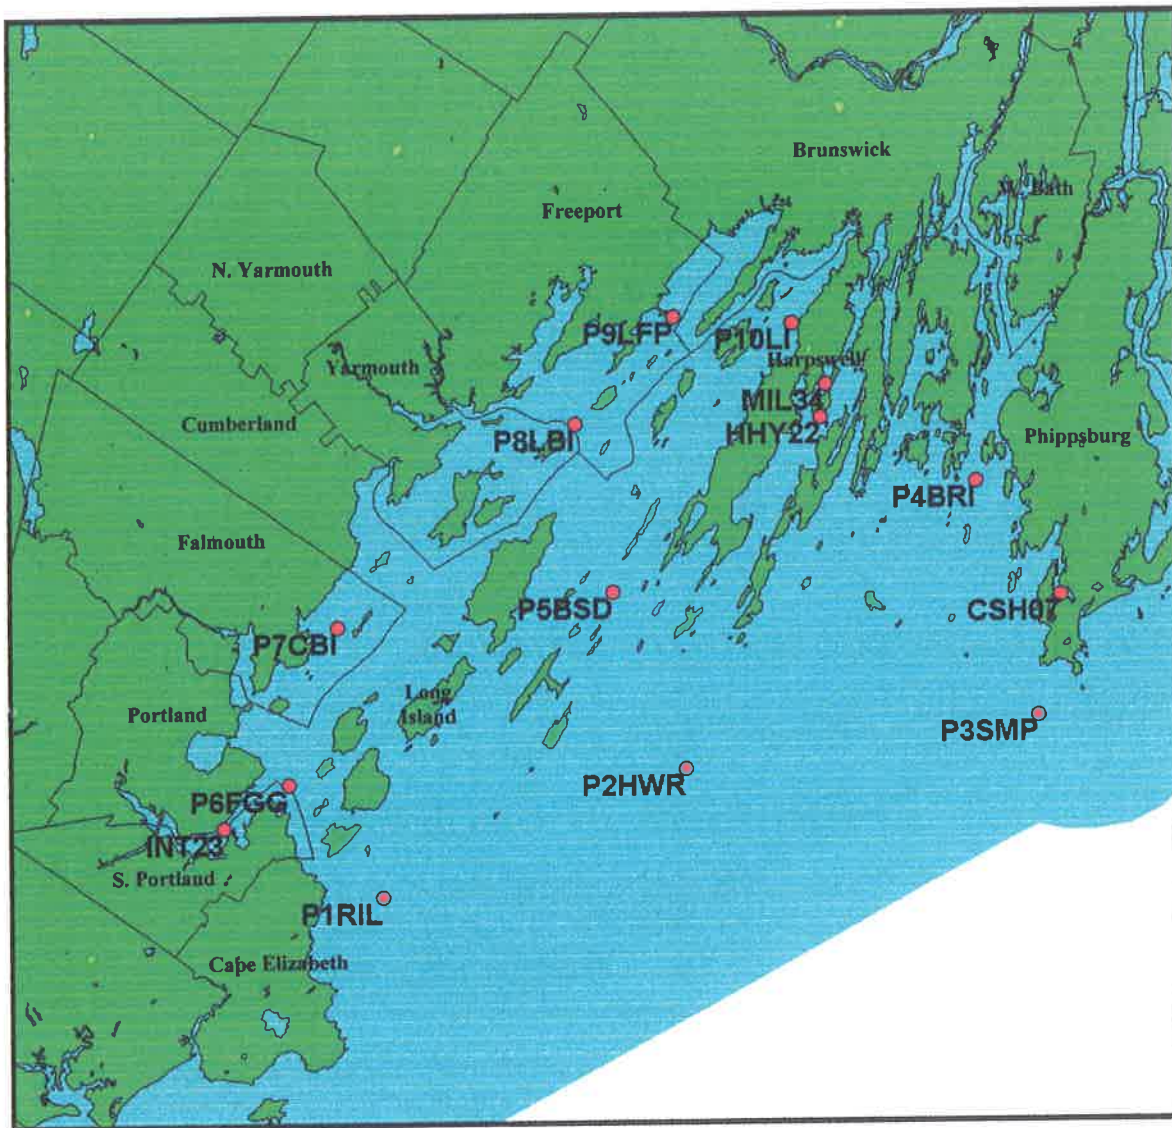 Brunswick
W. Bath
Freeport
N. Yarmouth
P9LFP
P10LI
Harpswell
Yarmouth
MIL34
Cumberland
HHY22
P8LBI
Phippsburg
P4BRI
Falmouth
P5BSD
CSH07
P7CBI
Long
Island
Portland
P3SMP
P2HWR
P6FGG
INT23
S. Portland
P1RIL
Cape Elizabeth